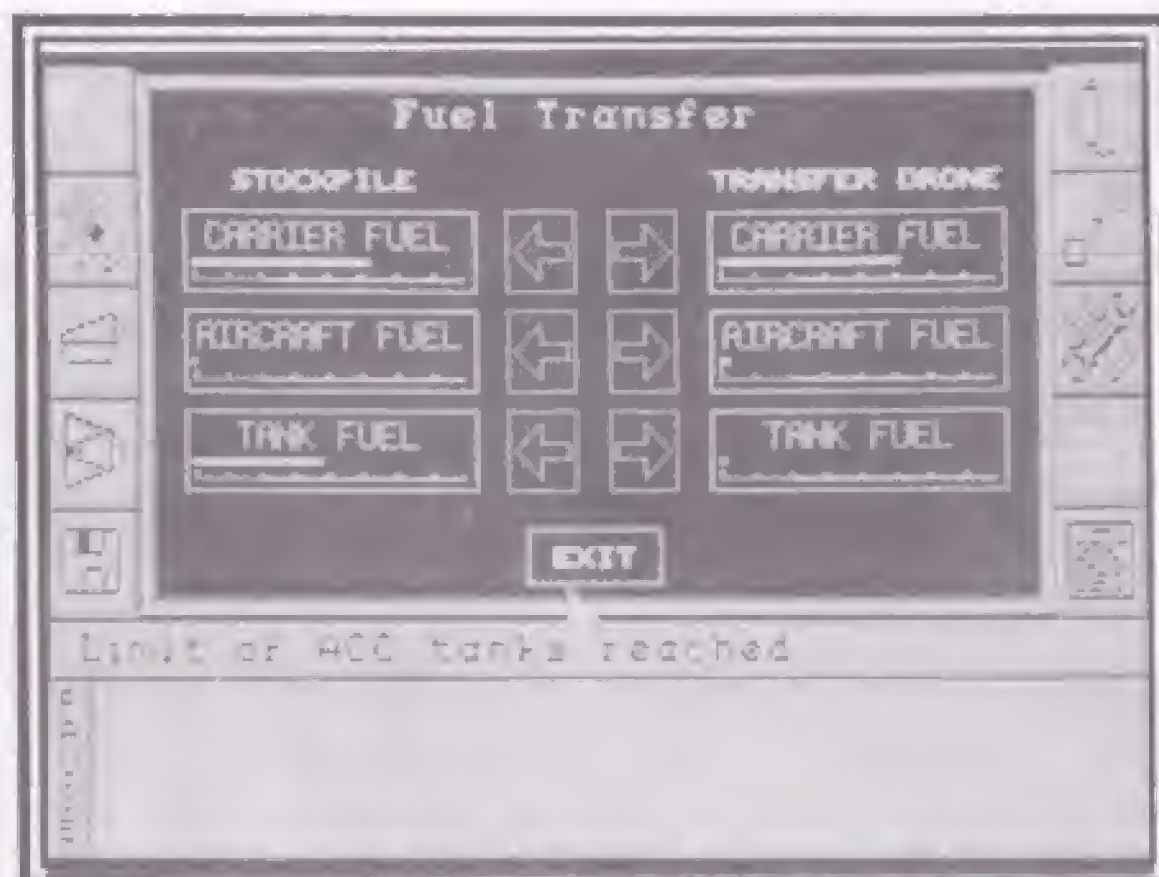 Fuel Transfer
STOCKPILE TRANSFER DRONE
CARRIER FUEL CARRIER FUEL
AIRCRAFT FUEL AIRCRAFT FUEL
TANK FUEL TANK FUEL
EXIT
Limit or ACC tanks reached